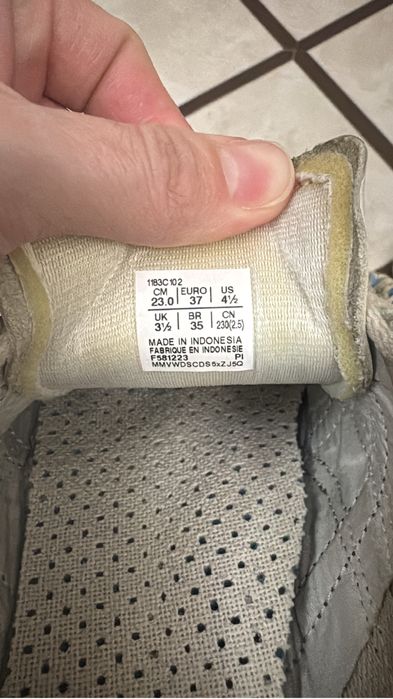 1183C102
CM EURO US
23.0 37 4½
UK BR CN
3½ 35 230(2.5)
MADE IN INDONESIA
FABRIQUE EN INDONESIE
F581223 PI
MMVWDSCDS6xZJ5Q